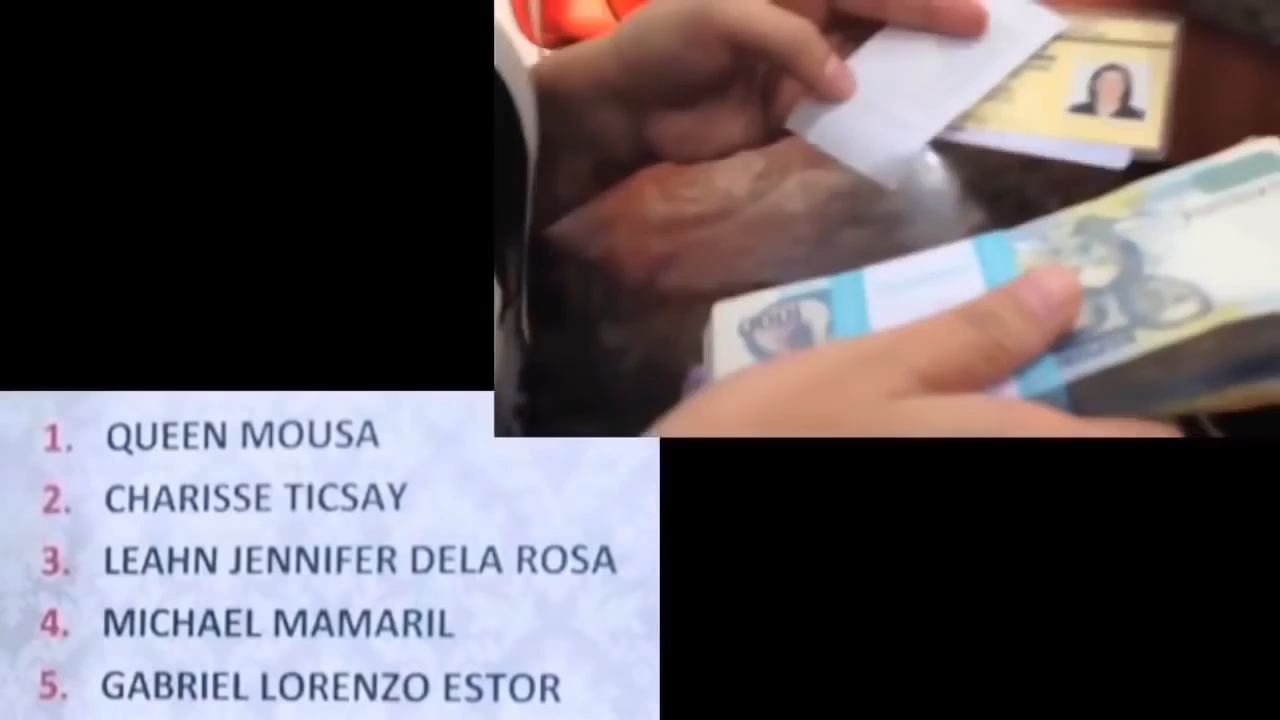 1. QUEEN MOUSA
2. CHARISSE TICSAY
3. LEAHN JENNIFER DELA ROSA
4. MICHAEL MAMARIL
5. GABRIEL LORENZO ESTOR